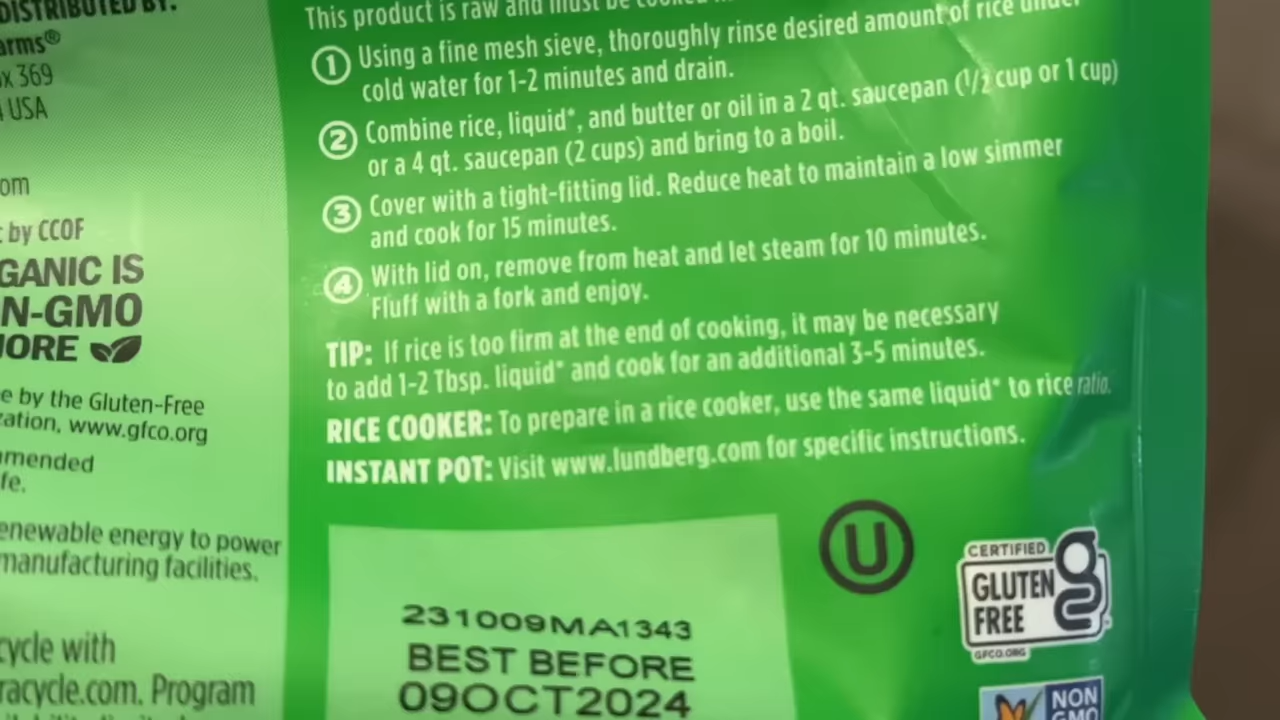 DISTRIBUTED BY:
arms®
x 369
USA
om
by CCOF
GANIC IS
N-GMO
ORE
e by the Gluten-Free
zation, www.gfco.org
mended
fe.
enewable energy to power
manufacturing facilities.
cycle with
racycle.com. Program
This product is raw and must be cooked
1 Using a fine mesh sieve, thoroughly rinse desired amount of rice under
cold water for 1-2 minutes and drain.
2 Combine rice, liquid*, and butter or oil in a 2 qt. saucepan (1/2 cup or 1 cup)
or a 4 qt. saucepan (2 cups) and bring to a boil.
3 Cover with a tight-fitting lid. Reduce heat to maintain a low simmer
and cook for 15 minutes.
4 With lid on, remove from heat and let steam for 10 minutes.
Fluff with a fork and enjoy.
TIP: If rice is too firm at the end of cooking, it may be necessary
to add 1-2 Tbsp. liquid* and cook for an additional 3-5 minutes.
RICE COOKER: To prepare in a rice cooker, use the same liquid* to rice ratio.
INSTANT POT: Visit www.lundberg.com for specific instructions.
231009MA1343
BEST BEFORE
09OCT2024
U
CERTIFIED
GLUTEN
FREE
g
GFCO.ORG
NON
GMO